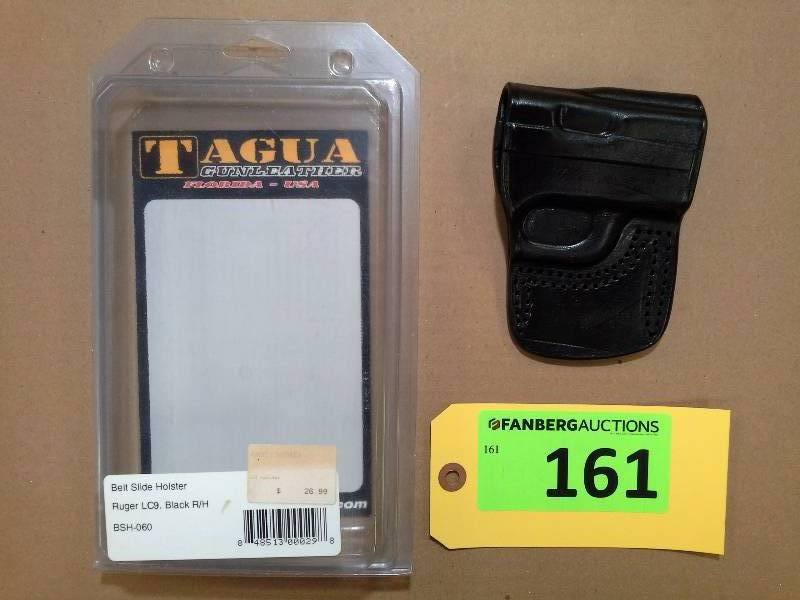 TAGUA
GUNLEATHER
FLORIDA - USA
Belt Slide Holster
Ruger LC9. Black R/H
BSH-060
$ 26.99
.com
8 48513 00029 8
FANBERGAUCTIONS
161
161